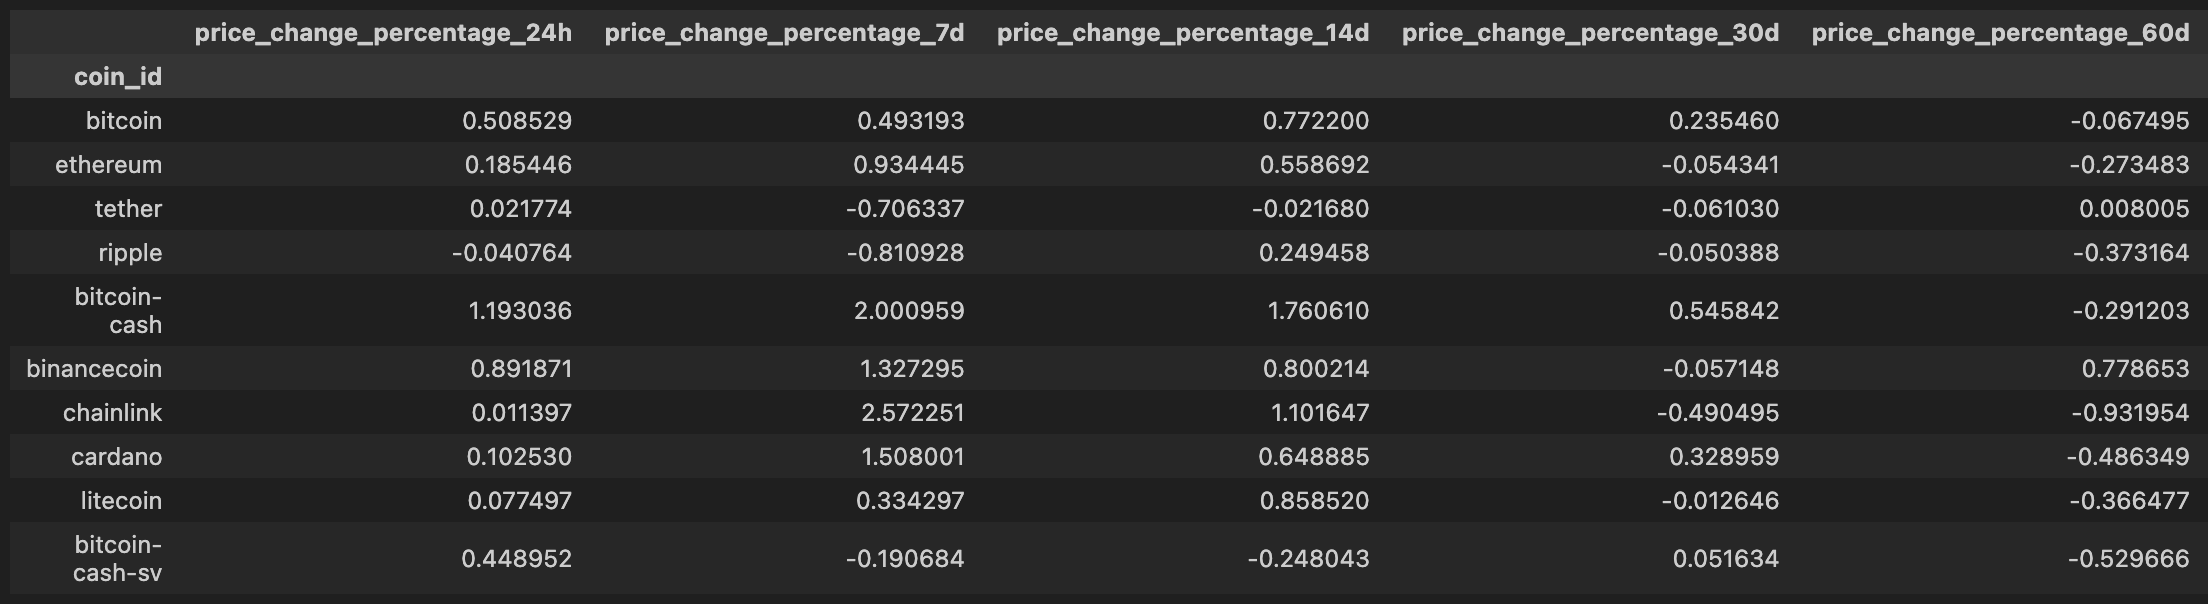 price_change_percentage_24h price_change_percentage_7d price_change_percentage_14d price_change_percentage_30d price_change_percentage_60d
coin_id
bitcoin 0.508529 0.493193 0.772200 0.235460 -0.067495
ethereum 0.185446 0.934445 0.558692 -0.054341 -0.273483
tether 0.021774 -0.706337 -0.021680 -0.061030 0.008005
ripple -0.040764 -0.810928 0.249458 -0.050388 -0.373164
bitcoin-
cash 1.193036 2.000959 1.760610 0.545842 -0.291203
binancecoin 0.891871 1.327295 0.800214 -0.057148 0.778653
chainlink 0.011397 2.572251 1.101647 -0.490495 -0.931954
cardano 0.102530 1.508001 0.648885 0.328959 -0.486349
litecoin 0.077497 0.334297 0.858520 -0.012646 -0.366477
bitcoin-
cash-sv 0.448952 -0.190684 -0.248043 0.051634 -0.529666